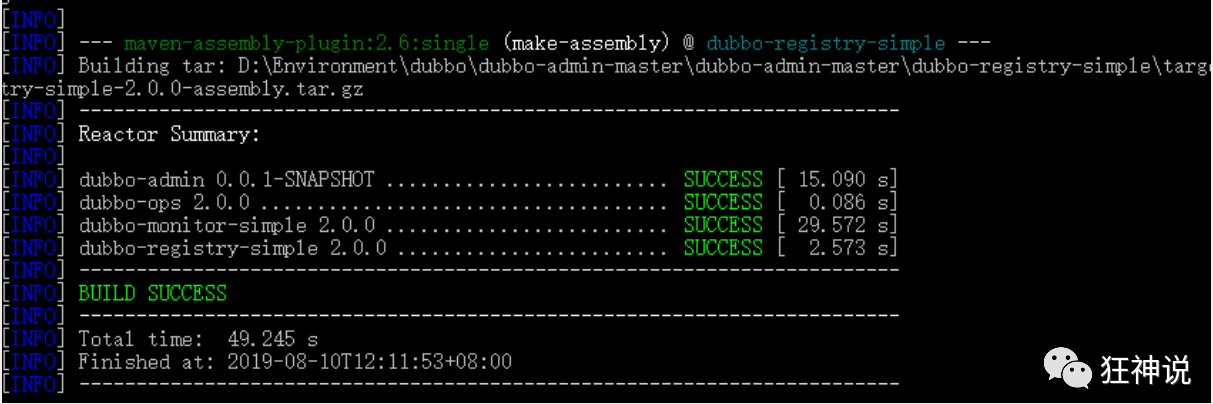 [INFO]
[INFO] --- maven-assembly-plugin:2.6:single (make-assembly) @ dubbo-registry-simple ---
[INFO] Building tar: D:\Environment\dubbo\dubbo-admin-master\dubbo-admin-master\dubbo-registry-simple\targe
try-simple-2.0.0-assembly.tar.gz
[INFO] ------------------------------------------------------------------------
[INFO] Reactor Summary:
[INFO]
[INFO] dubbo-admin 0.0.1-SNAPSHOT ......................... SUCCESS [ 15.090 s]
[INFO] dubbo-ops 2.0.0 .................................... SUCCESS [  0.086 s]
[INFO] dubbo-monitor-simple 2.0.0 ......................... SUCCESS [ 29.572 s]
[INFO] dubbo-registry-simple 2.0.0 ........................ SUCCESS [  2.573 s]
[INFO] ------------------------------------------------------------------------
[INFO] BUILD SUCCESS
[INFO] ------------------------------------------------------------------------
[INFO] Total time:  49.245 s
[INFO] Finished at: 2019-08-10T12:11:53+08:00
[INFO] ------------------------------------------------------------------------
狂神说